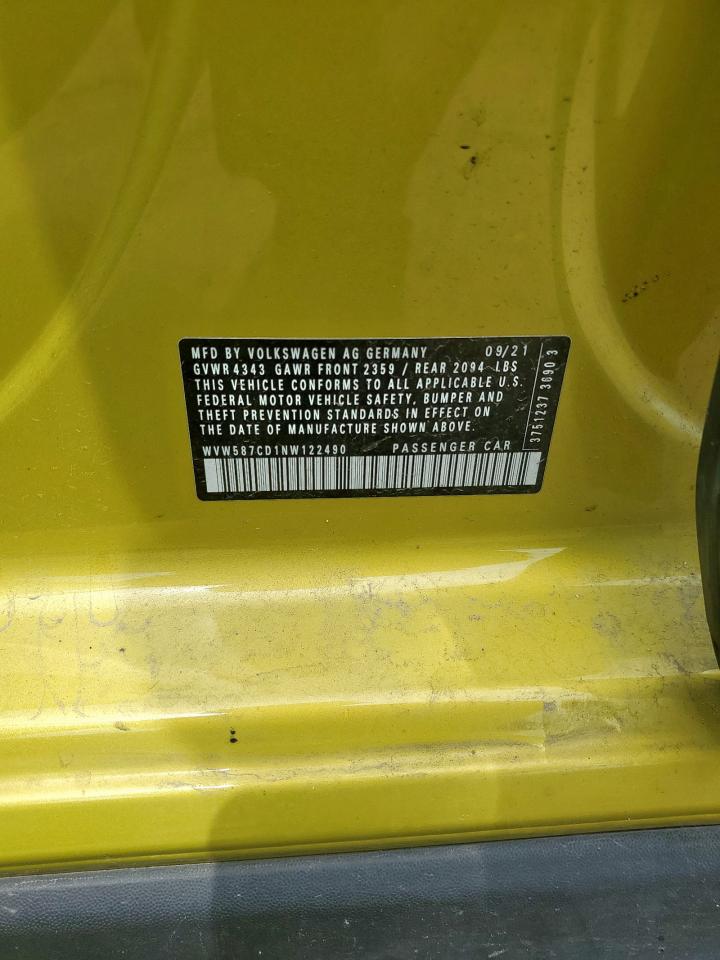 MFD BY VOLKSWAGEN AG GERMANY 09/21
GVWR 4343 GAWR FRONT 2359 / REAR 2094 LBS
THIS VEHICLE CONFORMS TO ALL APPLICABLE U.S.
FEDERAL MOTOR VEHICLE SAFETY, BUMPER AND
THEFT PREVENTION STANDARDS IN EFFECT ON
THE DATE OF MANUFACTURE SHOWN ABOVE.
WVW587CD1NW122490 PASSENGER CAR
3751237 3690 3